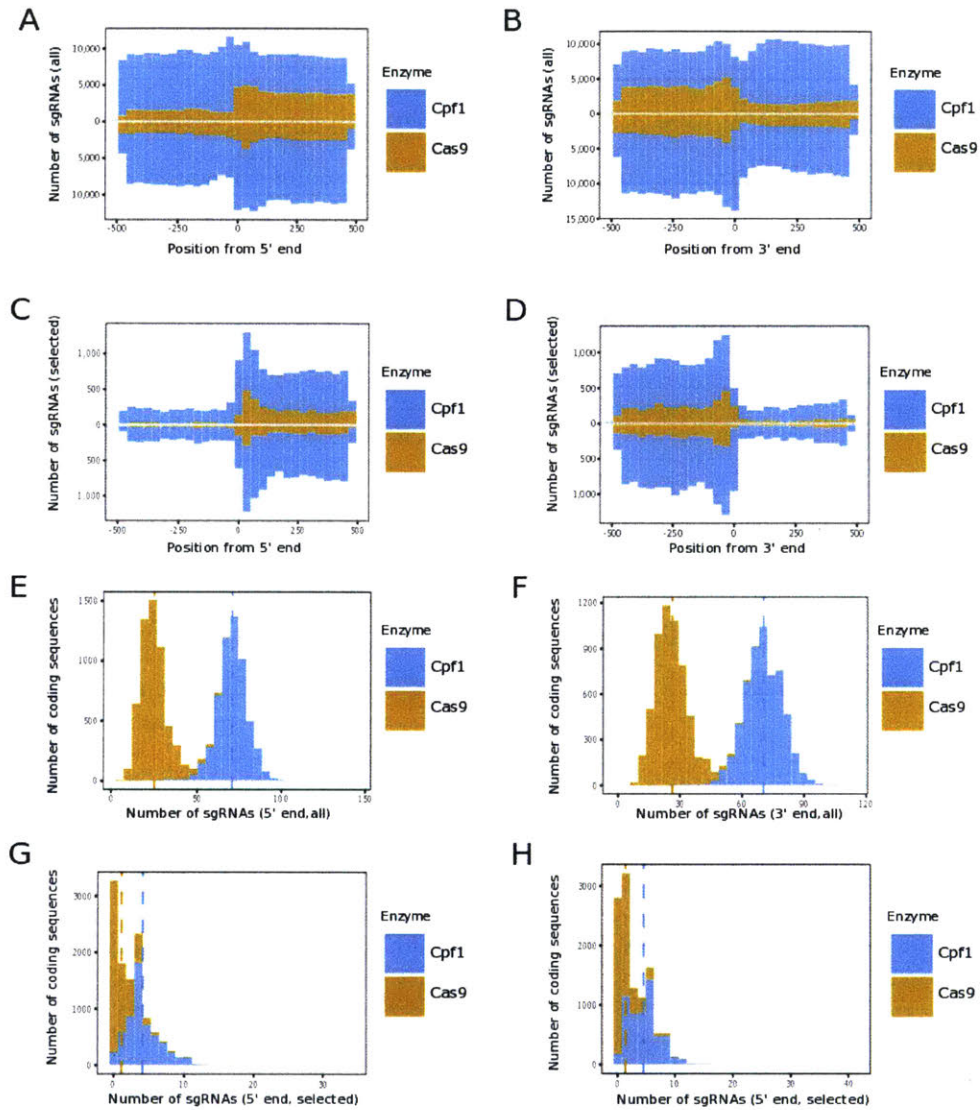 A
Number of sgRNAs (all)
10,000
5,000
0
5,000
10,000
-500
-250
0
250
500
Position from 5' end
Enzyme
Cpf1
Cas9
B
Number of sgRNAs (all)
10,000
5,000
0
5,000
10,000
15,000
-500
-250
0
250
500
Position from 3' end
Enzyme
Cpf1
Cas9
C
Number of sgRNAs (selected)
1,000
500
0
500
1,000
-500
-250
0
250
500
Position from 5' end
Enzyme
Cpf1
Cas9
D
Number of sgRNAs (selected)
1,000
500
0
500
1,000
-500
-250
0
250
500
Position from 3' end
Enzyme
Cpf1
Cas9
E
Number of coding sequences
1500
1000
500
0
0
50
100
150
Number of sgRNAs (5' end,all)
Enzyme
Cpf1
Cas9
F
Number of coding sequences
1200
900
600
300
0
0
30
60
90
120
Number of sgRNAs (3' end,all)
Enzyme
Cpf1
Cas9
G
Number of coding sequences
3000
2000
1000
0
0
10
20
30
Number of sgRNAs (5' end, selected)
Enzyme
Cpf1
Cas9
H
Number of coding sequences
3000
2000
1000
0
0
10
20
30
40
Number of sgRNAs (5' end, selected)
Enzyme
Cpf1
Cas9